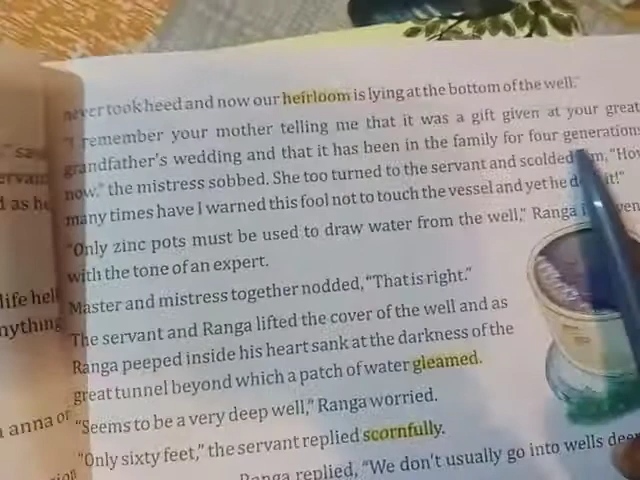 never took heed and now our heirloom is lying at the bottom of the well."
"I remember your mother telling me that it was a gift given at your great
grandfather's wedding and that it has been in the family for four generations
now," the mistress sobbed. She too turned to the servant and scolded "How
many times have I warned this fool not to touch the vessel and yet he it!"
"Only zinc pots must be used to draw water from the well," Ranga
with the tone of an expert.
Master and mistress together nodded, "That is right."
The servant and Ranga lifted the cover of the well and as
Ranga peeped inside his heart sank at the darkness of the
great tunnel beyond which a patch of water gleamed.
"Seems to be a very deep well," Ranga worried.
"Only sixty feet," the servant replied scornfully.
Ranga replied, "We don't usually go into wells
life
anna or